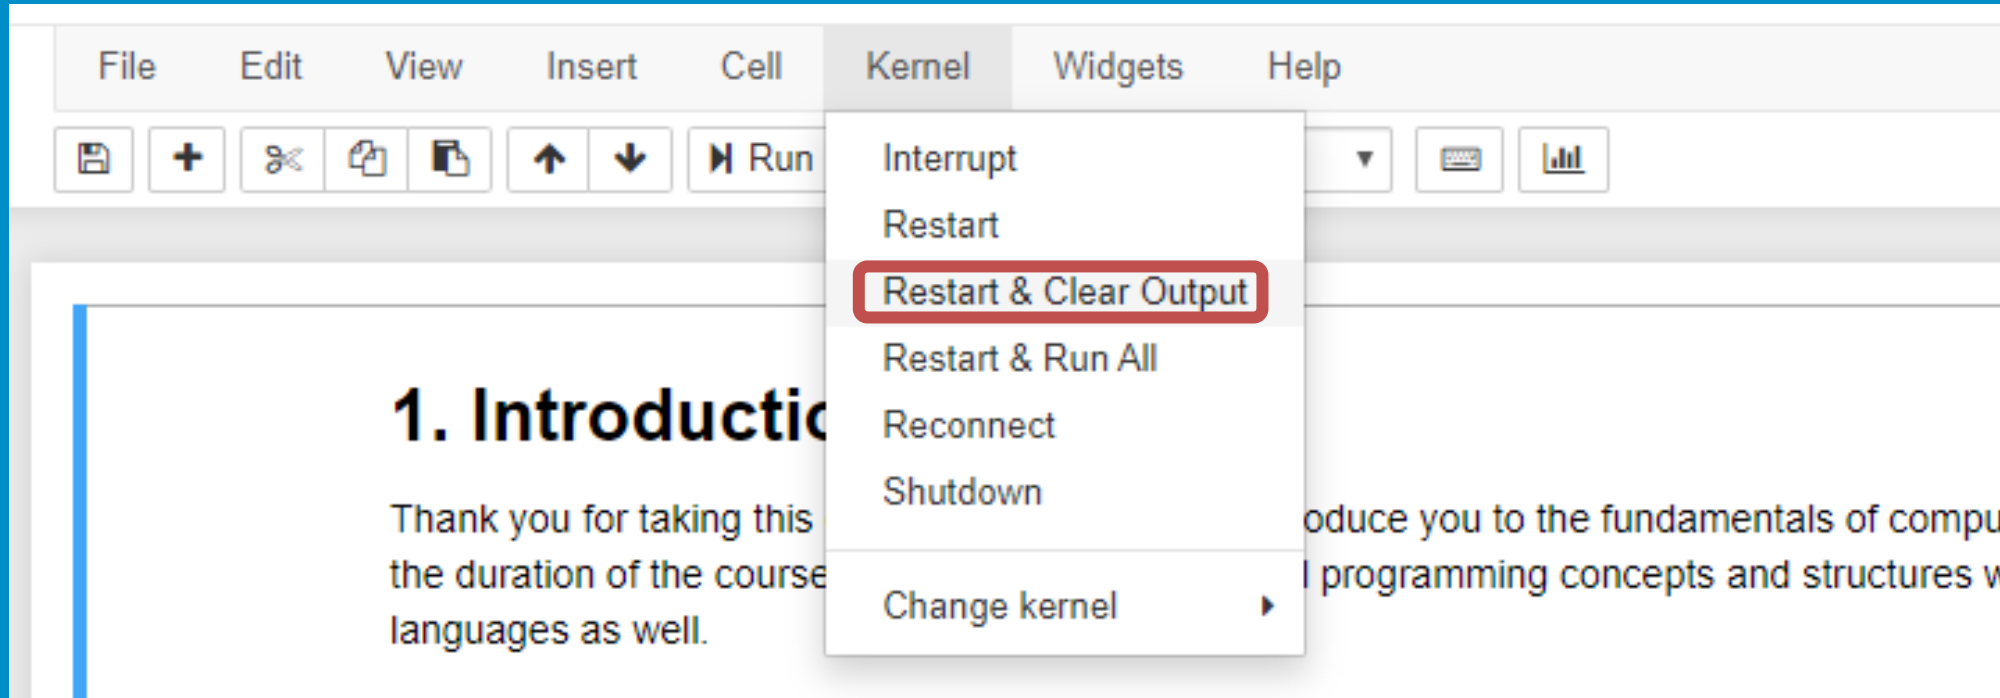 File Edit View Insert Cell Kernel Widgets Help
Run
Interrupt
Restart
Restart & Clear Output
Restart & Run All
Reconnect
Shutdown
Change kernel
1. Introductio
Thank you for taking this oduce you to the fundamentals of compu
the duration of the course programming concepts and structures w
languages as well.